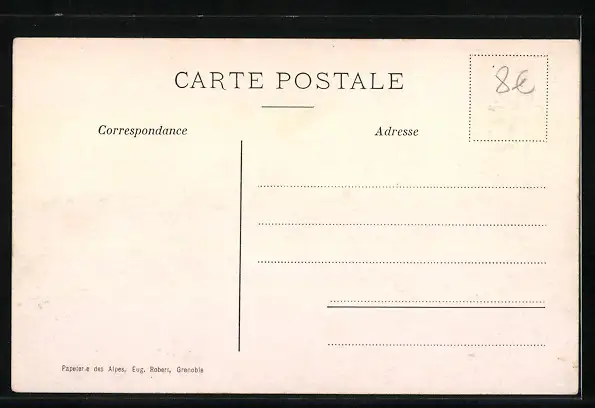 CARTE POSTALE
8€
Correspondance
Adresse
Papeterie des Alpes, Eug. Robert, Grenoble